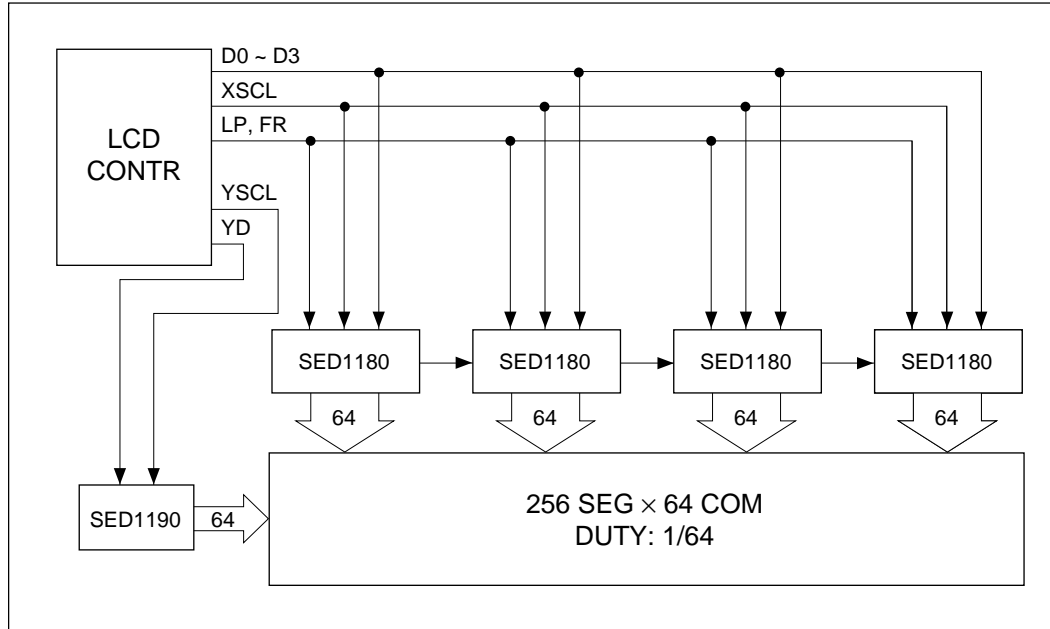 D0 ~ D3
XSCL
LP, FR
LCD
CONTR
YSCL
YD
SED1180
SED1180
SED1180
SED1180
64
64
64
64
SED1190
64
256 SEG × 64 COM
DUTY: 1/64